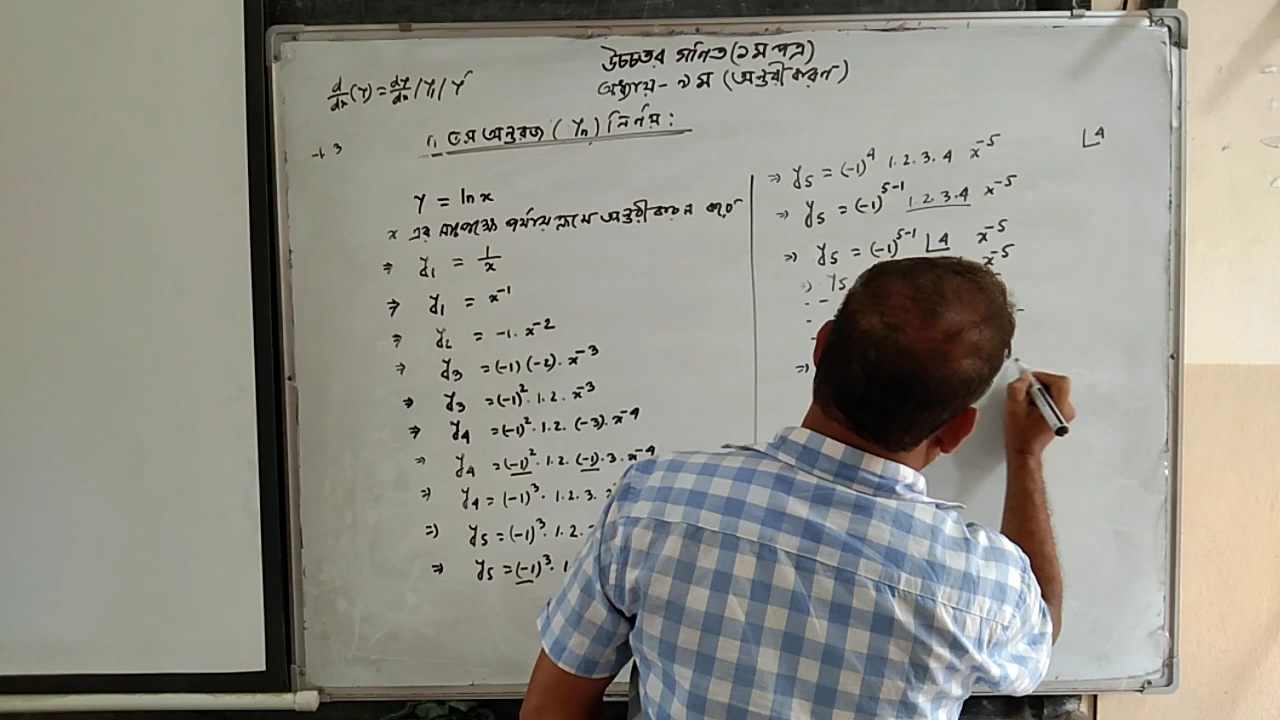 উচ্চতর গণিত (১ম পত্র)
অধ্যায় - ৯ম (অন্তরীকরণ)
d/dx (Y) = dy/dx / Y₁ / Y′
n তম অন্তরজ (Yₙ) নির্ণয় :
-1 3
Y = ln x
x এর সাপেক্ষে পর্যায়ক্রমে অন্তরীকরণ করে
⇒ y₁ = 1/x
⇒ y₁ = x⁻¹
⇒ y₂ = -1. x⁻²
⇒ y₃ = (-1) (-2). x⁻³
⇒ y₃ = (-1)². 1. 2. x⁻³
⇒ y₄ = (-1)². 1. 2. (-3). x⁻⁴
⇒ y₄ = (-1)². 1. 2. (-1). 3. x⁻⁴
⇒ y₄ = (-1)³. 1. 2. 3.
⇒ y₅ = (-1)³. 1. 2.
⇒ y₅ = (-1)³. 1
⇒ y₅ = (-1)⁴ 1. 2. 3. 4 x⁻⁵
⇒ y₅ = (-1)⁵⁻¹ 1. 2. 3. 4 x⁻⁵
⇒ y₅ = (-1)⁵⁻¹ ⌊4 x⁻⁵
⇒ y₅ x⁻⁵
⇒
⌊4